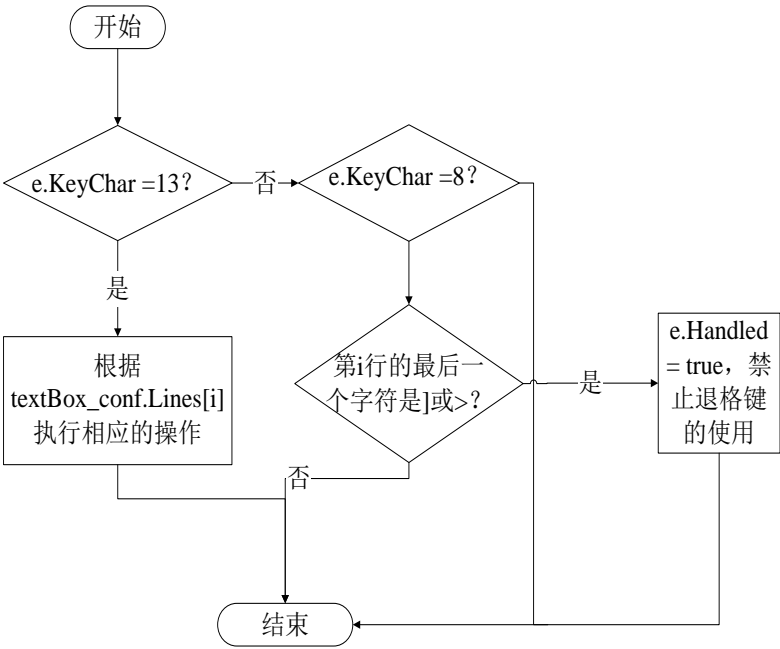 开始
e.KeyChar =13?
否
e.KeyChar =8?
是
根据
textBox_conf.Lines[i]
执行相应的操作
第i行的最后一
个字符是]或>?
是
e.Handled
= true，禁
止退格键
的使用
否
结束